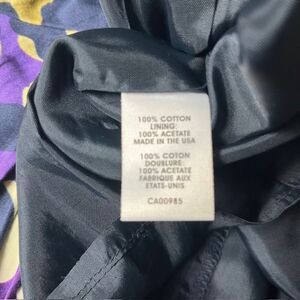 100% COTTON
LINING:
100% ACETATE
MADE IN THE USA
100% COTON
DOUBLURE:
100% ACETATE
FABRIQUE AUX
ETATS-UNIS
CA00985